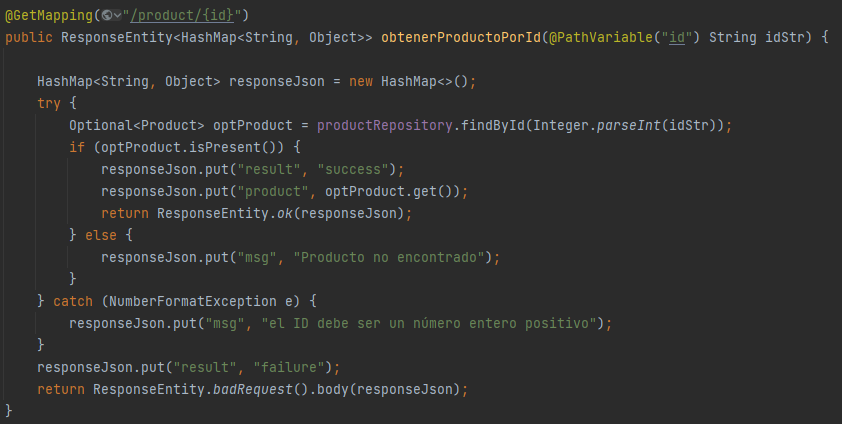 @GetMapping("/product/{id}")
public ResponseEntity<HashMap<String, Object>> obtenerProductoPorId(@PathVariable("id") String idStr) {
HashMap<String, Object> responseJson = new HashMap<>();
try {
Optional<Product> optProduct = productRepository.findById(Integer.parseInt(idStr));
if (optProduct.isPresent()) {
responseJson.put("result", "success");
responseJson.put("product", optProduct.get());
return ResponseEntity.ok(responseJson);
} else {
responseJson.put("msg", "Producto no encontrado");
}
} catch (NumberFormatException e) {
responseJson.put("msg", "el ID debe ser un número entero positivo");
}
responseJson.put("result", "failure");
return ResponseEntity.badRequest().body(responseJson);
}